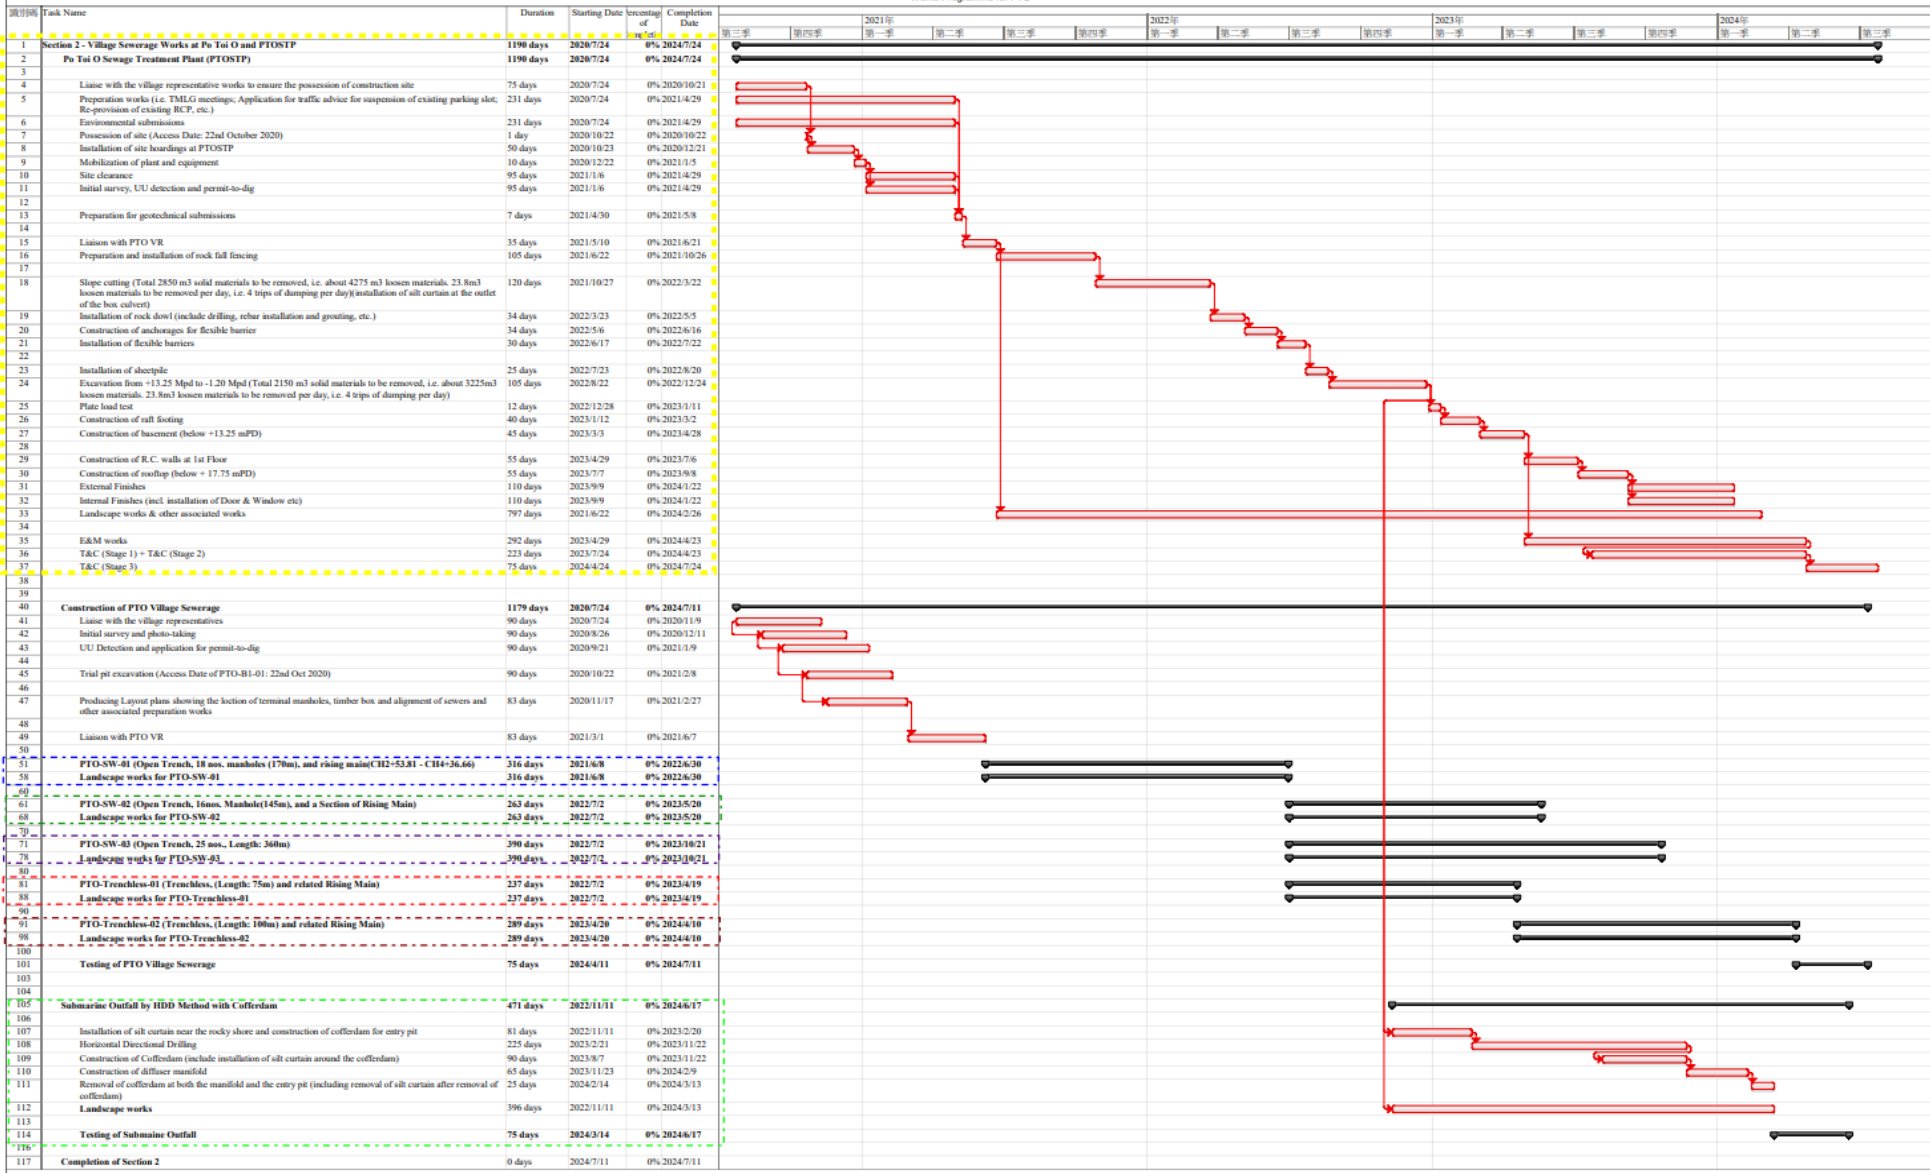 識別碼 Task Name Duration Starting Date Percentage of Completion Date
2021年 2022年 2023年 2024年
第三季 第四季 第一季 第二季 第三季 第四季 第一季 第二季 第三季 第四季 第一季 第二季 第三季 第四季 第一季 第二季 第三季
1 Section 2 - Village Sewerage Works at Po Toi O and PTOSTP 1190 days 2020/7/24 0% 2024/7/24
2 Po Toi O Sewage Treatment Plant (PTOSTP) 1190 days 2020/7/24 0% 2024/7/24
3
4 Liaise with the village representative works to ensure the possession of construction site 75 days 2020/7/24 0% 2020/10/21
5 Preperation works (i.e. TMLG meetings; Application for traffic advice for suspension of existing parking slot; 231 days 2020/7/24 0% 2021/4/29
Re-provision of existing RCP, etc.)
6 Environmental submissions 231 days 2020/7/24 0% 2021/4/29
7 Possession of site (Access Date: 22nd October 2020) 1 day 2020/10/22 0% 2020/10/22
8 Installation of site hoardings at PTOSTP 50 days 2020/10/23 0% 2020/12/21
9 Mobilization of plant and equipment 10 days 2020/12/22 0% 2021/1/5
10 Site clearance 95 days 2021/1/6 0% 2021/4/29
11 Initial survey, UU detection and permit-to-dig 95 days 2021/1/6 0% 2021/4/29
12
13 Preparation for geotechnical submissions 7 days 2021/4/30 0% 2021/5/8
14
15 Liaison with PTO VR 35 days 2021/5/10 0% 2021/6/21
16 Preparation and installation of rock fall fencing 105 days 2021/6/22 0% 2021/10/26
17
18 Slope cutting (Total 2850 m3 solid materials to be removed, i.e. about 4275 m3 loosen materials. 23.8m3 120 days 2021/10/27 0% 2022/3/22
loosen materials to be removed per day, i.e. 4 trips of dumping per day)(installation of silt curtain at the outlet
of the box culvert)
19 Installation of rock dowl (include drilling, rebar installation and grouting, etc.) 34 days 2022/3/23 0% 2022/5/5
20 Construction of anchorages for flexible barrier 34 days 2022/5/6 0% 2022/6/16
21 Installation of flexible barriers 30 days 2022/6/17 0% 2022/7/22
22
23 Installation of sheetpile 25 days 2022/7/23 0% 2022/8/20
24 Excavation from +13.25 Mpd to -1.20 Mpd (Total 2150 m3 solid materials to be removed, i.e. about 3225m3 105 days 2022/8/22 0% 2022/12/24
loosen materials. 23.8m3 loosen materials to be removed per day, i.e. 4 trips of dumping per day)
25 Plate load test 12 days 2022/12/28 0% 2023/1/11
26 Construction of raft footing 40 days 2023/1/12 0% 2023/3/2
27 Construction of basement (below +13.25 mPD) 45 days 2023/3/3 0% 2023/4/28
28
29 Construction of R.C. walls at 1st Floor 55 days 2023/4/29 0% 2023/7/6
30 Construction of rooftop (below + 17.75 mPD) 55 days 2023/7/7 0% 2023/9/8
31 External Finishes 110 days 2023/9/9 0% 2024/1/22
32 Internal Finishes (incl. installation of Door & Window etc) 110 days 2023/9/9 0% 2024/1/22
33 Landscape works & other associated works 797 days 2021/6/22 0% 2024/2/26
34
35 E&M works 292 days 2023/4/29 0% 2024/4/23
36 T&C (Stage 1) + T&C (Stage 2) 223 days 2023/7/24 0% 2024/4/23
37 T&C (Stage 3) 75 days 2024/4/24 0% 2024/7/24
38
39
40 Construction of PTO Village Sewerage 1179 days 2020/7/24 0% 2024/7/11
41 Liaise with the village representatives 90 days 2020/7/24 0% 2020/11/9
42 Initial survey and photo-taking 90 days 2020/8/26 0% 2020/12/11
43 UU Detection and application for permit-to-dig 90 days 2020/9/21 0% 2021/1/9
44
45 Trial pit excavation (Access Date of PTO-B1-01: 22nd Oct 2020) 90 days 2020/10/22 0% 2021/2/8
46
47 Producing Layout plans showing the loction of terminal manholes, timber box and alignment of sewers and 83 days 2020/11/17 0% 2021/2/27
other associated preparation works
48
49 Liaison with PTO VR 83 days 2021/3/1 0% 2021/6/7
50
51 PTO-SW-01 (Open Trench, 18 nos. manholes (170m), and rising main(CH2+53.81 - CH4+36.66) 316 days 2021/6/8 0% 2022/6/30
58 Landscape works for PTO-SW-01 316 days 2021/6/8 0% 2022/6/30
60
61 PTO-SW-02 (Open Trench, 16nos. Manhole(145m), and a Section of Rising Main) 263 days 2022/7/2 0% 2023/5/20
68 Landscape works for PTO-SW-02 263 days 2022/7/2 0% 2023/5/20
70
71 PTO-SW-03 (Open Trench, 25 nos., Length: 360m) 390 days 2022/7/2 0% 2023/10/21
78 Landscape works for PTO-SW-03 390 days 2022/7/2 0% 2023/10/21
80
81 PTO-Trenchless-01 (Trenchless, (Length: 75m) and related Rising Main) 237 days 2022/7/2 0% 2023/4/19
88 Landscape works for PTO-Trenchless-01 237 days 2022/7/2 0% 2023/4/19
90
91 PTO-Trenchless-02 (Trenchless, (Length: 100m) and related Rising Main) 289 days 2023/4/20 0% 2024/4/10
98 Landscape works for PTO-Trenchless-02 289 days 2023/4/20 0% 2024/4/10
100
101 Testing of PTO Village Sewerage 75 days 2024/4/11 0% 2024/7/11
103
104
105 Submarine Outfall by HDD Method with Cofferdam 471 days 2022/11/11 0% 2024/6/17
106
107 Installation of silt curtain near the rocky shore and construction of cofferdam for entry pit 81 days 2022/11/11 0% 2023/2/20
108 Horizontal Directional Drilling 225 days 2023/2/21 0% 2023/11/22
109 Construction of Cofferdam (include installation of silt curtain around the cofferdam) 90 days 2023/8/7 0% 2023/11/22
110 Construction of diffuser manifold 65 days 2023/11/23 0% 2024/2/9
111 Removal of cofferdam at both the manifold and the entry pit (including removal of silt curtain after removal of 25 days 2024/2/14 0% 2024/3/13
cofferdam)
112 Landscape works 396 days 2022/11/11 0% 2024/3/13
113
114 Testing of Submaine Outfall 75 days 2024/3/14 0% 2024/6/17
116
117 Completion of Section 2 0 days 2024/7/11 0% 2024/7/11